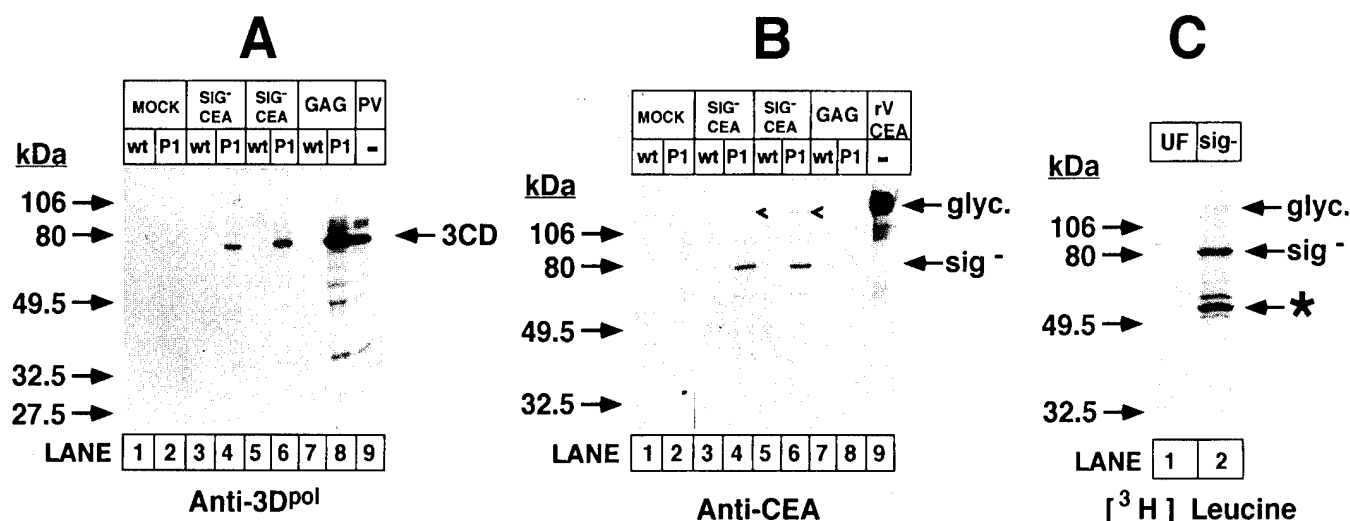 A
MOCK SIG- CEA SIG- CEA GAG PV
wt P1 wt P1 wt P1 wt P1 -
kDa
106
80
3CD
49.5
32.5
27.5
LANE 1 2 3 4 5 6 7 8 9
Anti-3Dpol
B
MOCK SIG- CEA SIG- CEA GAG rV CEA
wt P1 wt P1 wt P1 wt P1 -
kDa
< < glyc.
106
80 sig -
49.5
32.5
LANE 1 2 3 4 5 6 7 8 9
Anti-CEA
C
UF sig-
kDa
glyc.
106
80 sig -
*
49.5
32.5
LANE 1 2
[3H] Leucine